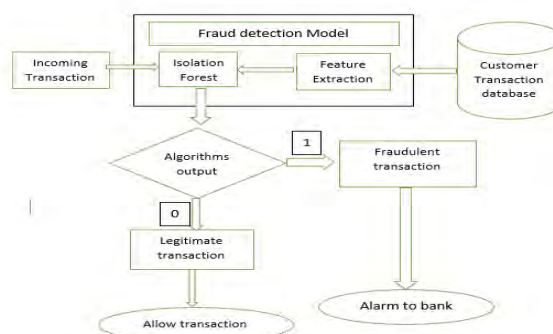 Fraud detection Model
Incoming
Transaction
Isolation
Forest
Feature
Extraction
Customer
Transaction
database
Algorithms
output
1
Fraudulent
transaction
0
Legitimate
transaction
Allow transaction
Alarm to bank